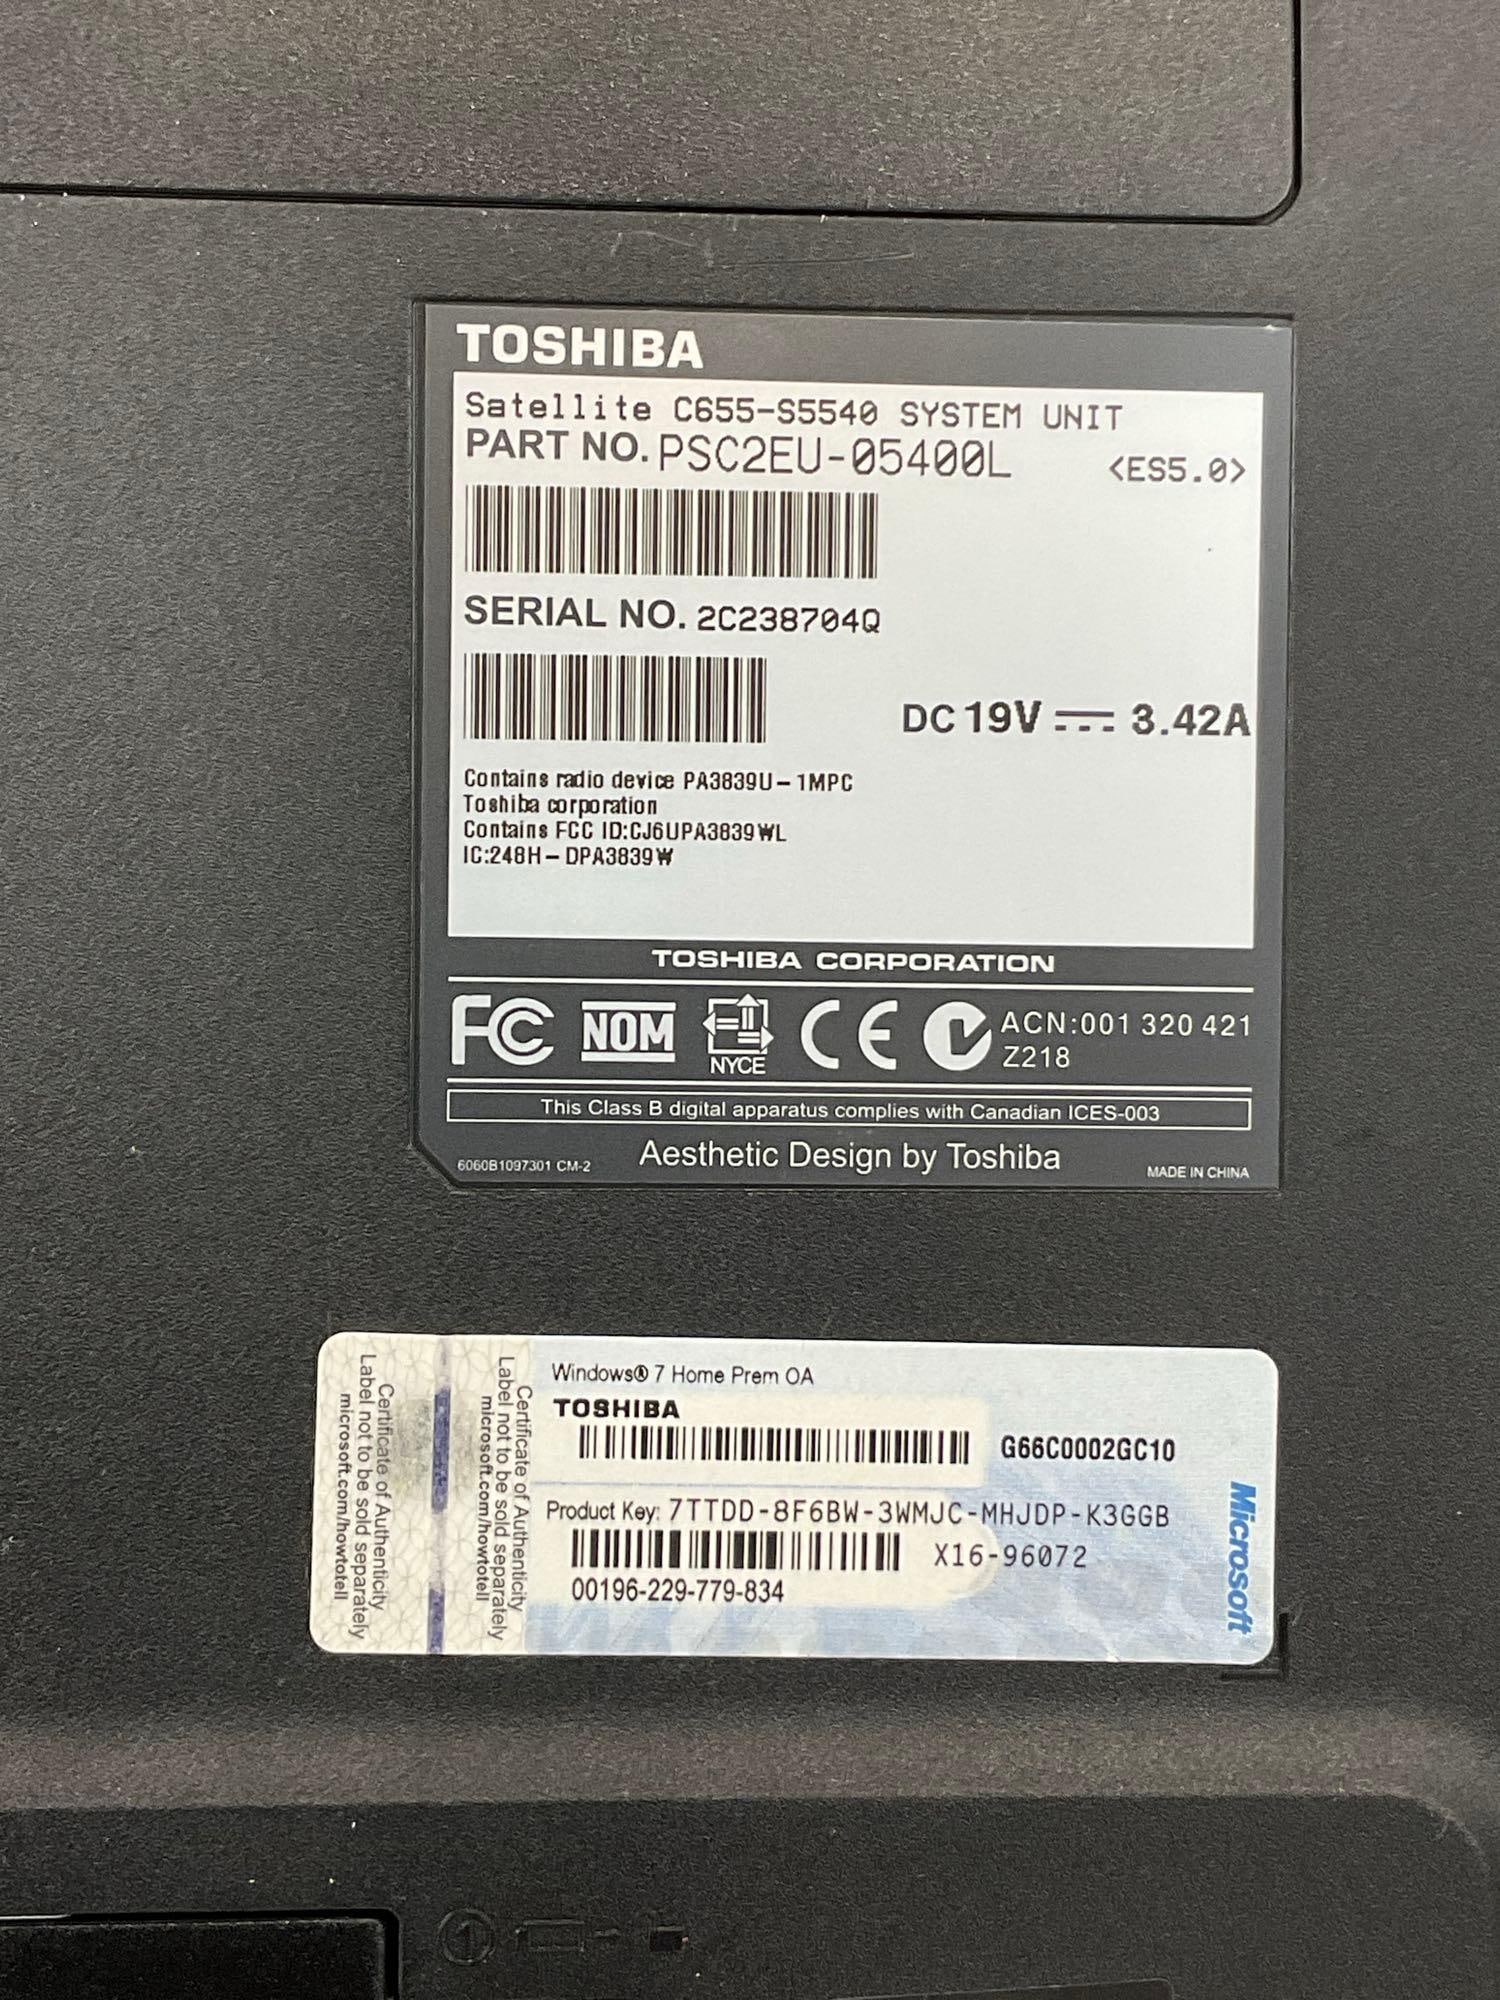 TOSHIBA
Satellite C655-S5540 SYSTEM UNIT
PART NO. PSC2EU-05400L <ES5.0>
SERIAL NO. 2C238704Q
DC 19V 3.42A
Contains radio device PA3839U-1MPC
Toshiba corporation
Contains FCC ID:CJ6UPA3839WL
IC:248H-DPA3839W
TOSHIBA CORPORATION
FC NOM NYCE CE ACN:001 320 421
Z218
This Class B digital apparatus complies with Canadian ICES-003
6060B1097301 CM-2 Aesthetic Design by Toshiba MADE IN CHINA
Certificate of Authenticity
Label not to be sold separately
microsoft.com/howtotell
Certificate of Authenticity
Label not to be sold separately
microsoft.com/howtotell
Windows® 7 Home Prem OA
TOSHIBA
G66C0002GC10
Product Key: 7TTDD-8F6BW-3WMJC-MHJDP-K3GGB
X16-96072
00196-229-779-834
Microsoft
1